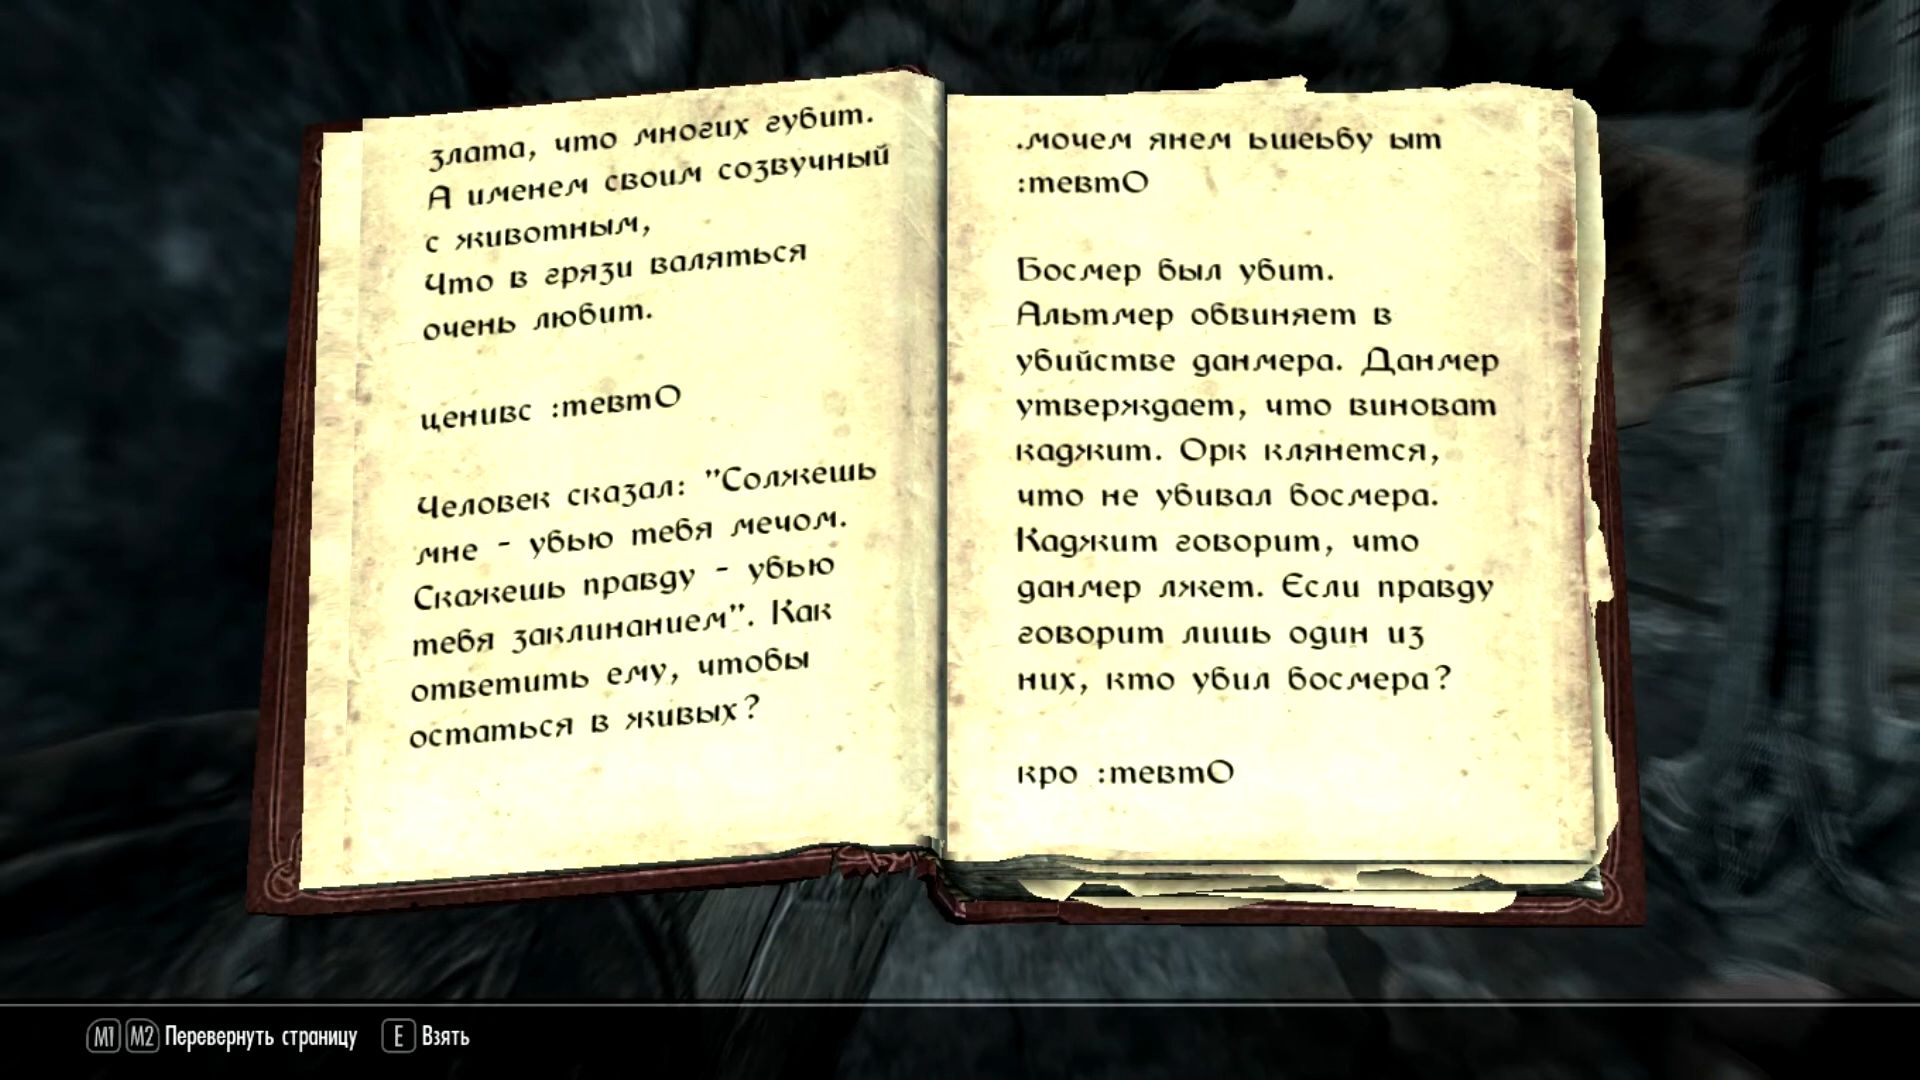 злата, что многих губит.
А именем своим созвучный
с животным,
Что в грязи валяться
очень любит.
ценивс :тевтО
Человек сказал: "Солжешь
мне - убью тебя мечом.
Скажешь правду - убью
тебя заклинанием". Как
ответить ему, чтобы
остаться в живых?
.мочем янем ьшеьбу ыт
:тевтО
Босмер был убит.
Альтмер обвиняет в
убийстве данмера. Данмер
утверждает, что виноват
каджит. Орк клянется,
что не убивал босмера.
Каджит говорит, что
данмер лжет. Если правду
говорит лишь один из
них, кто убил босмера?
кро :тевтО
M1 M2 Перевернуть страницу E Взять